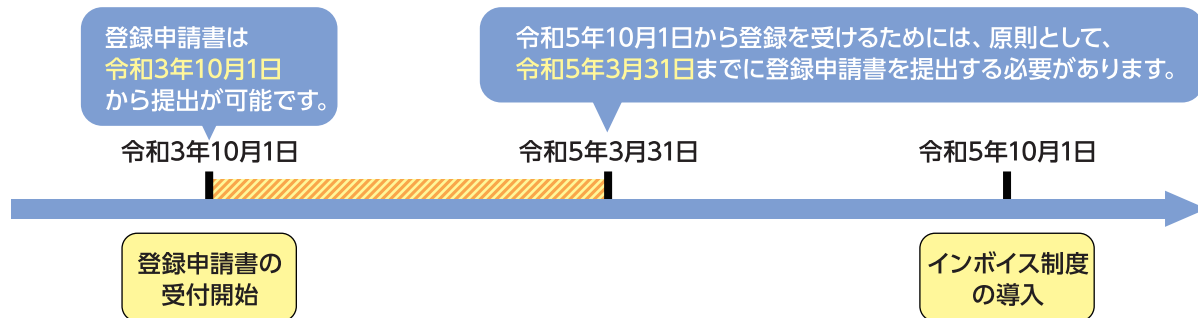 登録申請書は
令和3年10月1日
から提出が可能です。
令和5年10月1日から登録を受けるためには、原則として、
令和5年3月31日までに登録申請書を提出する必要があります。
令和3年10月1日
令和5年3月31日
令和5年10月1日
登録申請書の
受付開始
インボイス制度
の導入